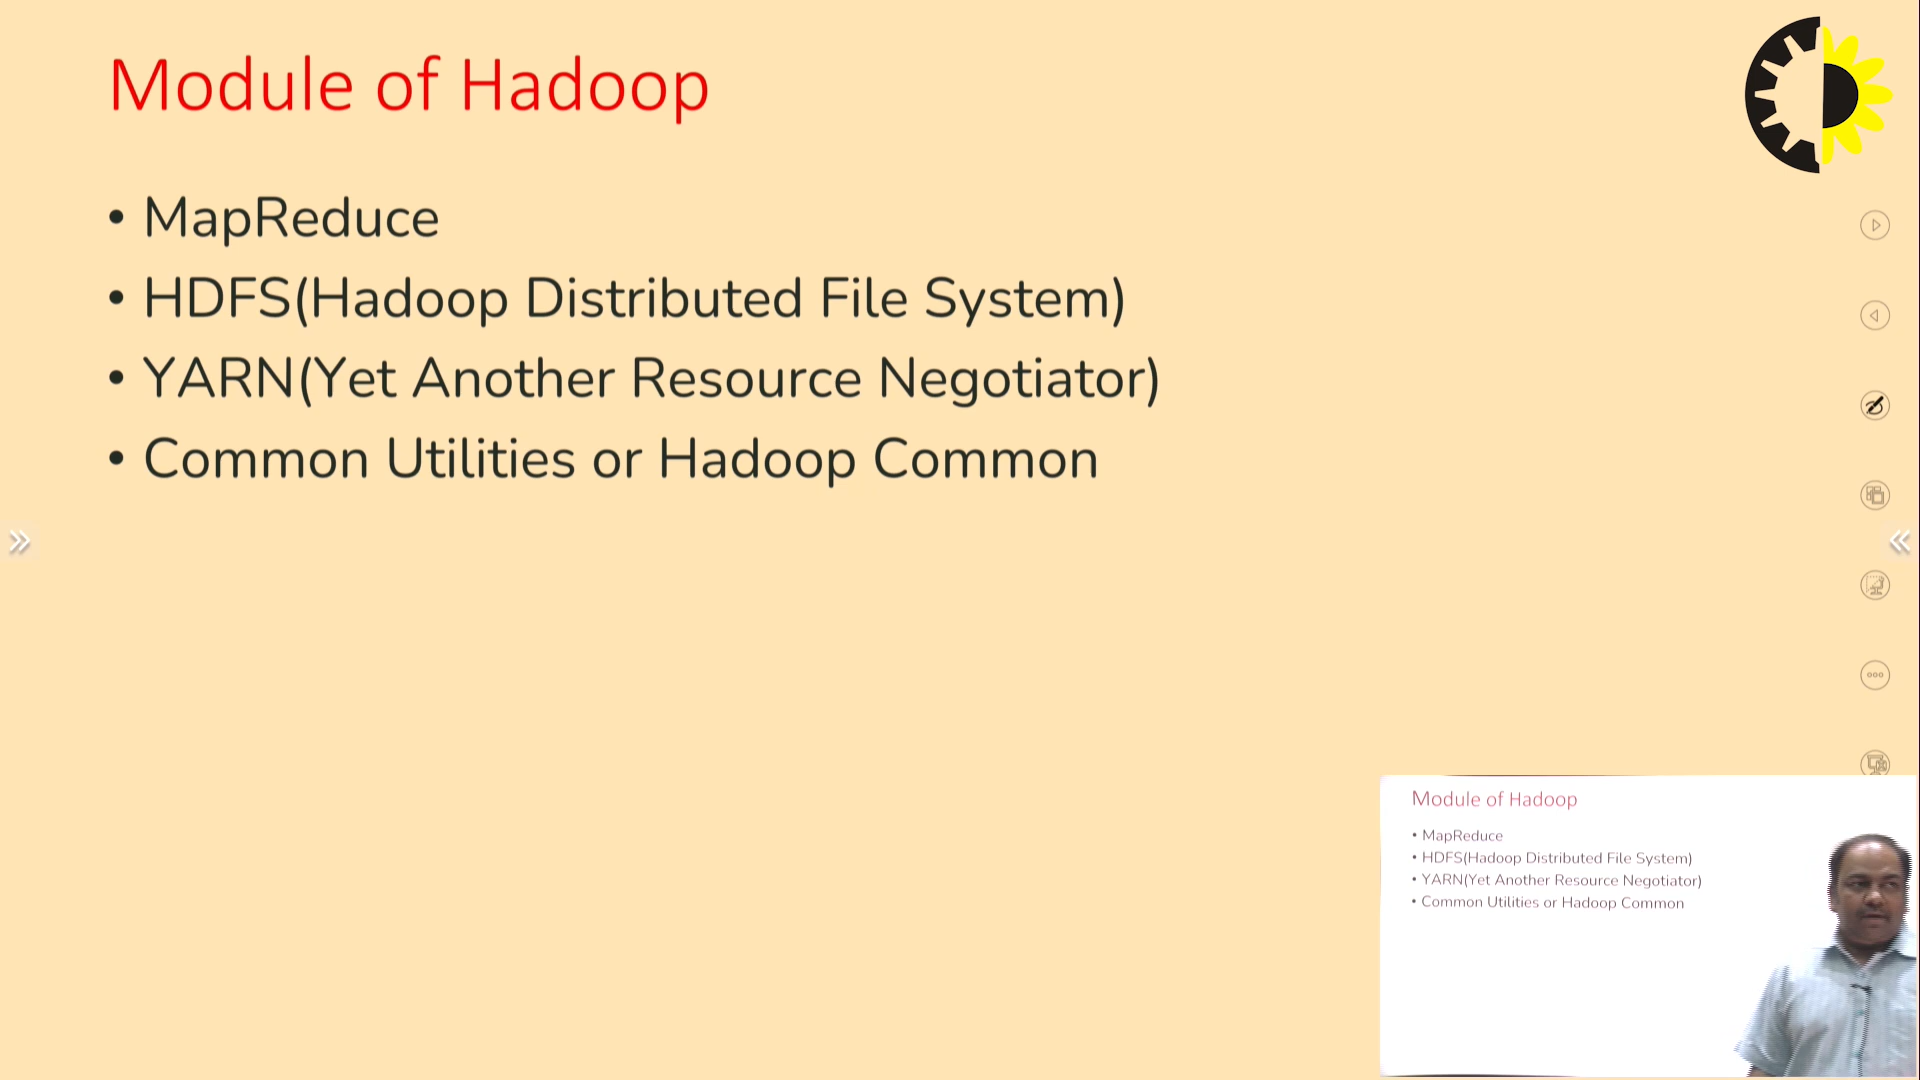 Module of Hadoop
• MapReduce
• HDFS(Hadoop Distributed File System)
• YARN(Yet Another Resource Negotiator)
• Common Utilities or Hadoop Common
Module of Hadoop
• MapReduce
• HDFS(Hadoop Distributed File System)
• YARN(Yet Another Resource Negotiator)
• Common Utilities or Hadoop Common